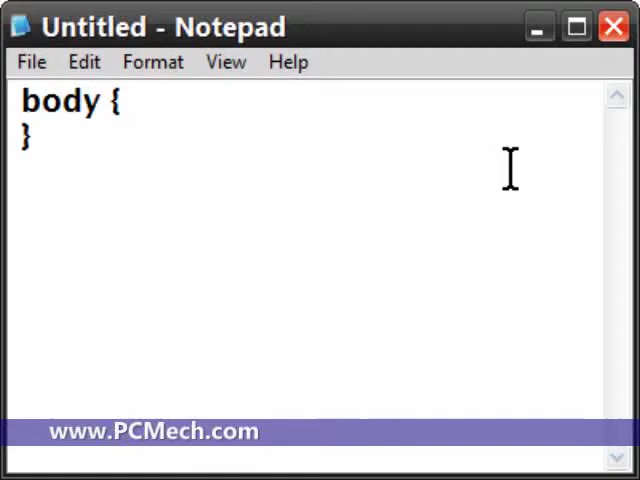 Untitled - Notepad
File Edit Format View Help
body {
}
www.PCMech.com